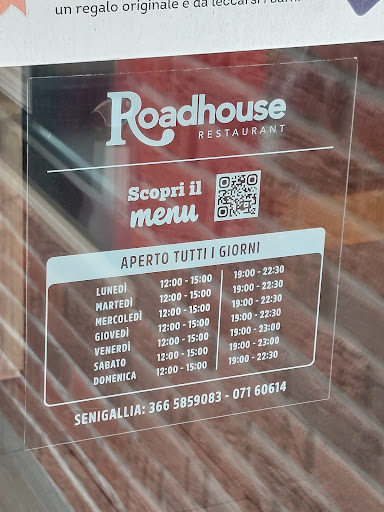 un regalo originale e da leccarsi i baffi
Roadhouse
RESTAURANT
Scopri il
menu
APERTO TUTTI I GIORNI
LUNEDÌ 12:00 - 15:00 19:00 - 22:30
MARTEDÌ 12:00 - 15:00 19:00 - 22:30
MERCOLEDÌ 12:00 - 15:00 19:00 - 22:30
GIOVEDÌ 12:00 - 15:00 19:00 - 22:30
VENERDÌ 12:00 - 15:00 19:00 - 23:00
SABATO 12:00 - 15:00 19:00 - 23:00
DOMENICA 12:00 - 15:00 19:00 - 22:30
SENIGALLIA: 366 5859083 - 071 60614